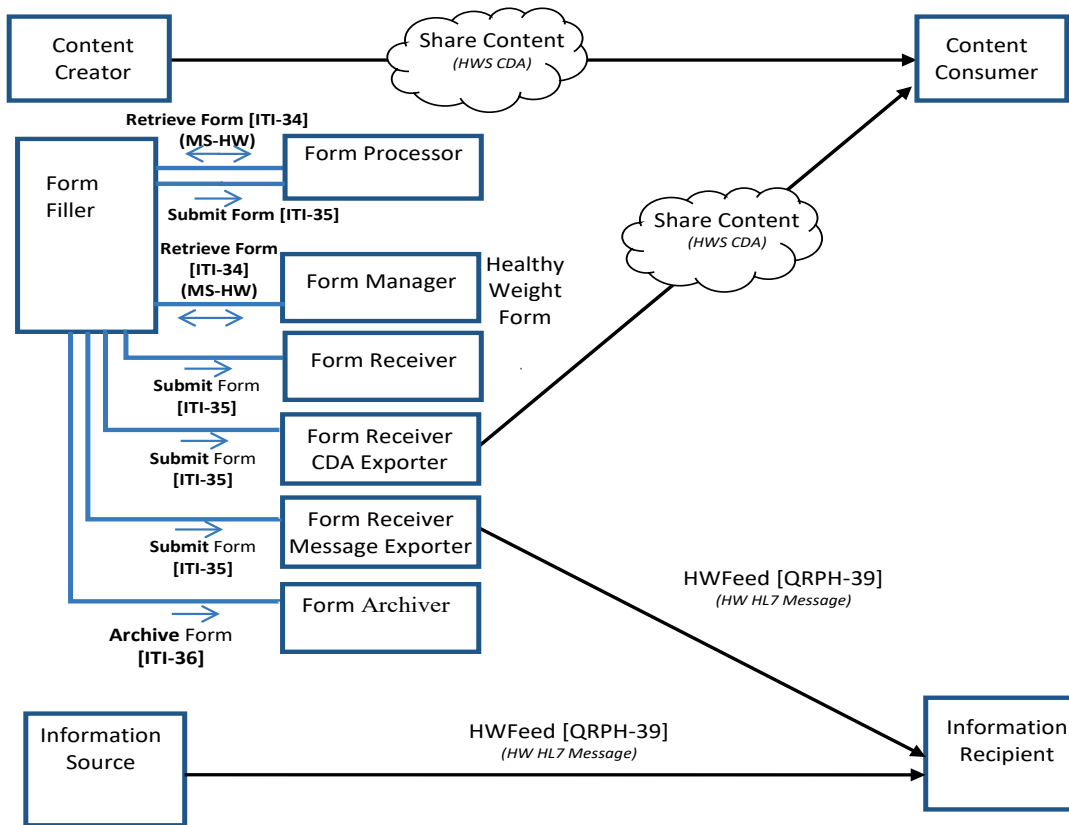 Content
Creator
Share Content
(HWS CDA)
Content
Consumer
Retrieve Form [ITI-34]
(MS-HW)
Form Processor
Form
Filler
Submit Form [ITI-35]
Share Content
(HWS CDA)
Retrieve Form
[ITI-34]
(MS-HW)
Form Manager
Healthy
Weight
Form
Form Receiver
Submit Form
[ITI-35]
Form Receiver
CDA Exporter
Submit Form
[ITI-35]
Form Receiver
Message Exporter
Submit Form
[ITI-35]
HWFeed [QRPH-39]
(HW HL7 Message)
Form Archiver
Archive Form
[ITI-36]
Information
Source
HWFeed [QRPH-39]
(HW HL7 Message)
Information
Recipient